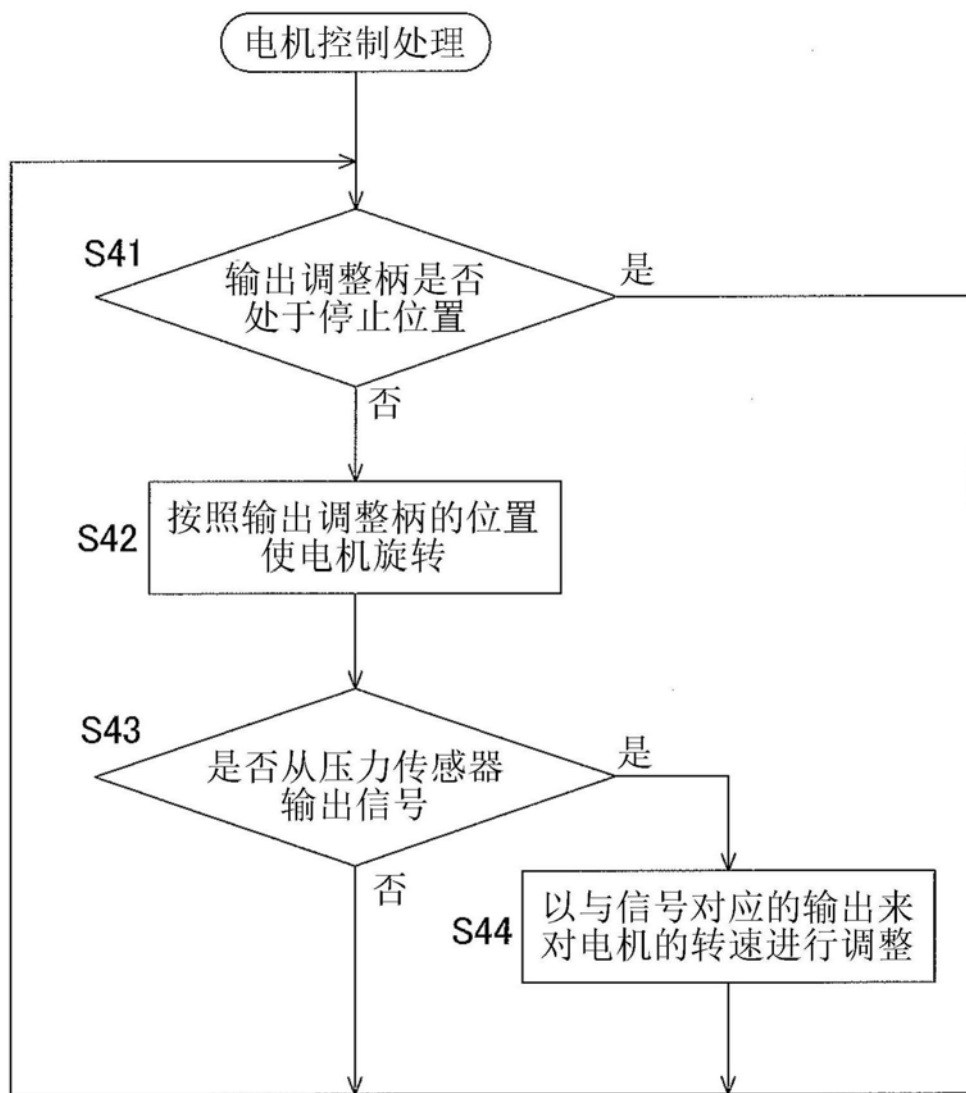 电机控制处理
S41
输出调整柄是否
处于停止位置
是
否
S42
按照输出调整柄的位置
使电机旋转
S43
是否从压力传感器
输出信号
是
否
S44
以与信号对应的输出来
对电机的转速进行调整